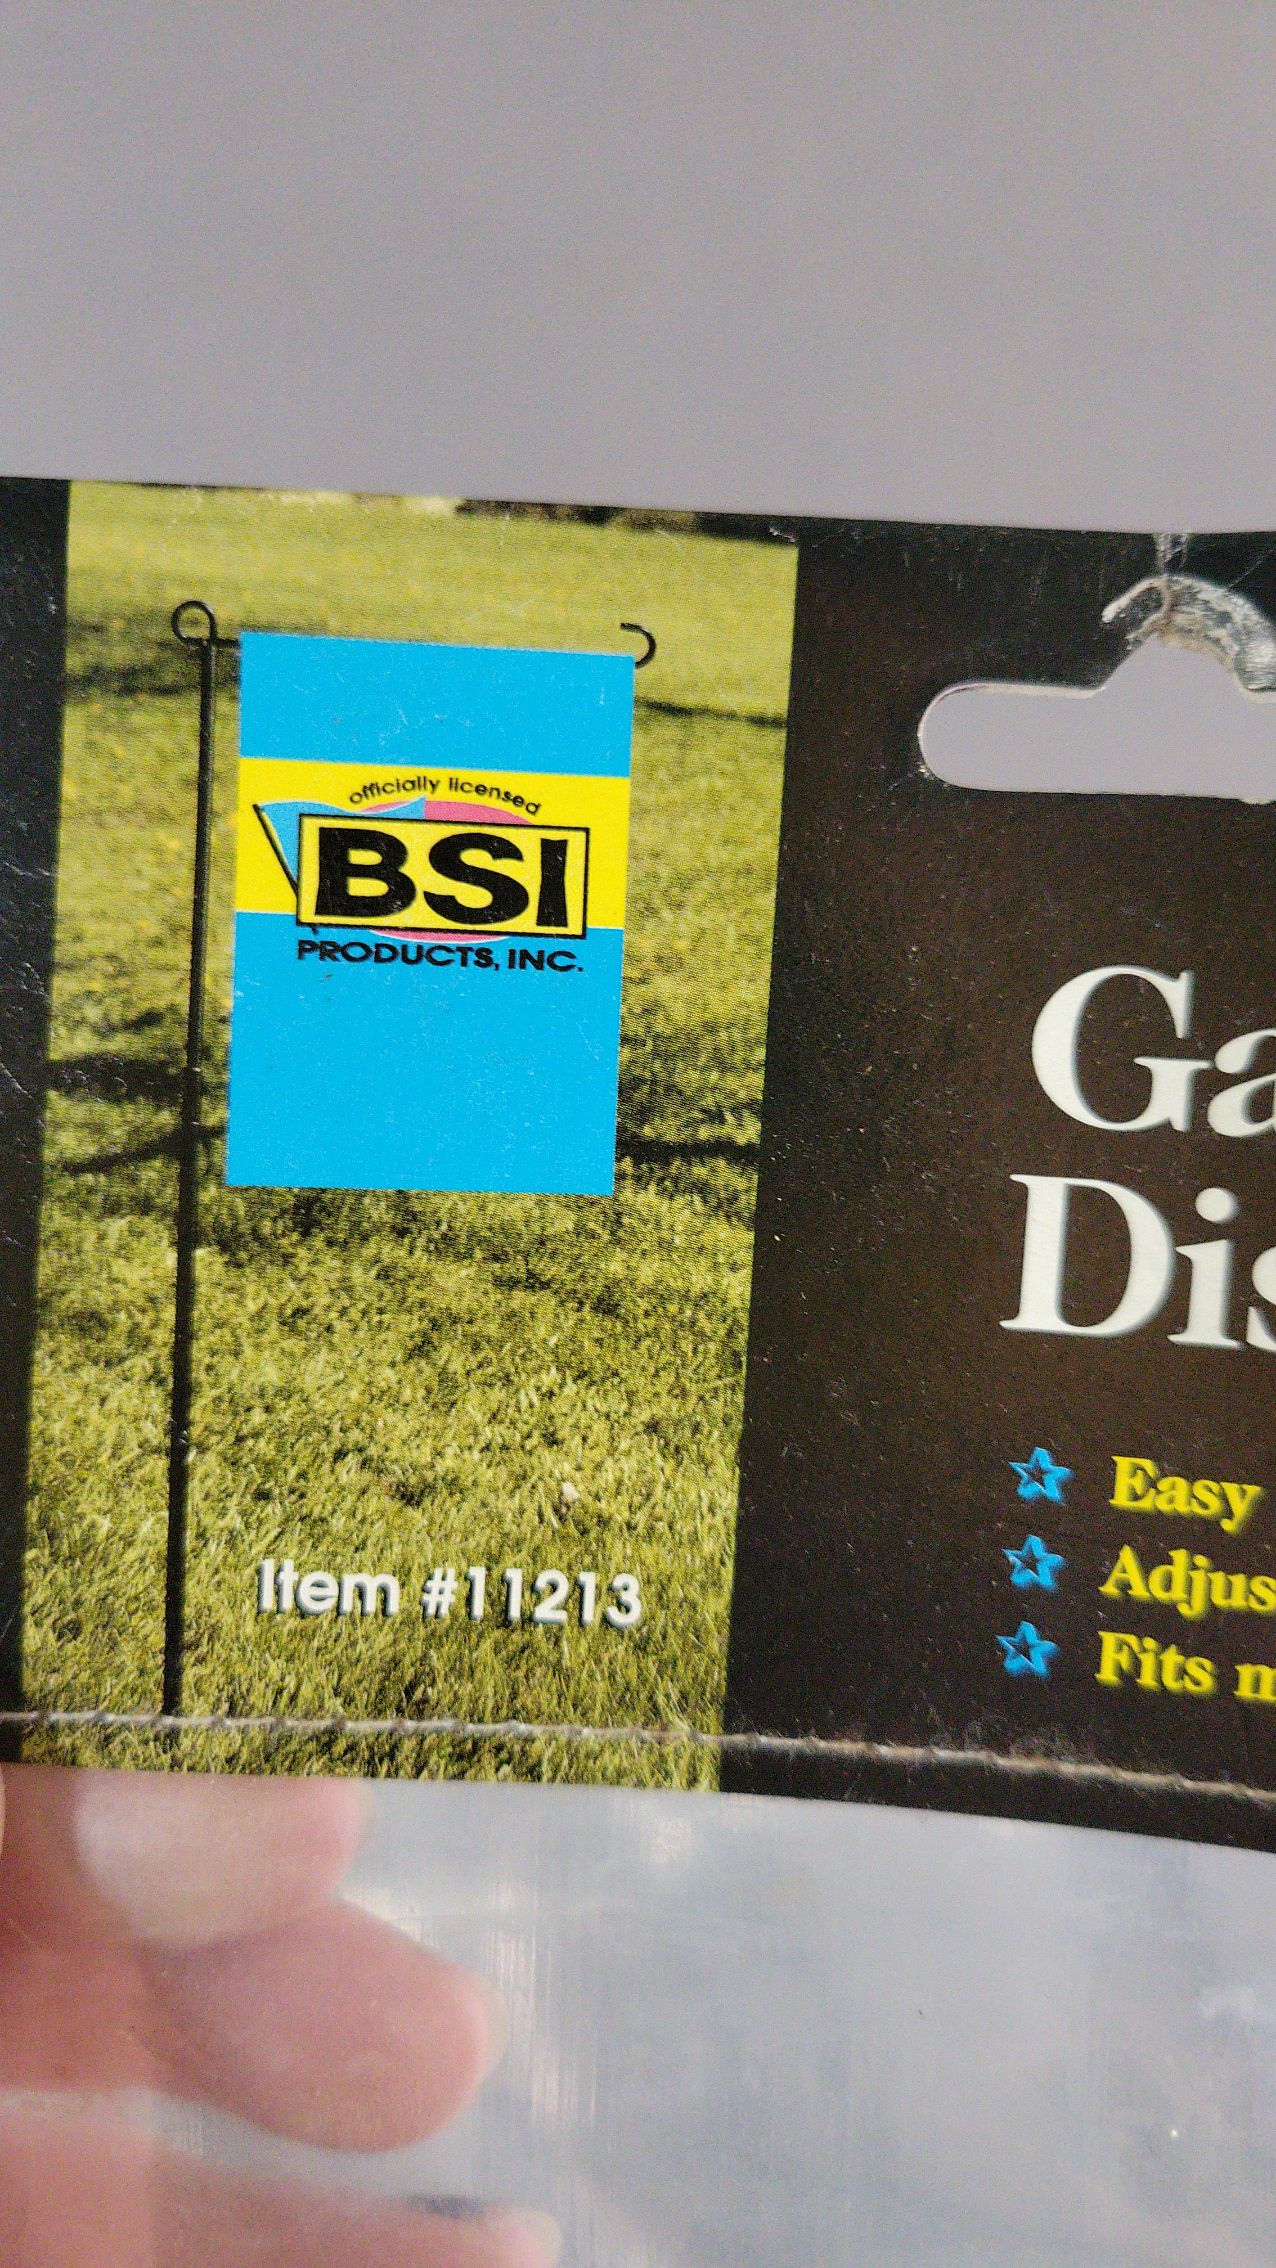 officially licensed
BSI
PRODUCTS, INC.
Item #11213
Ga
Dis
Easy
Adjus
Fits m